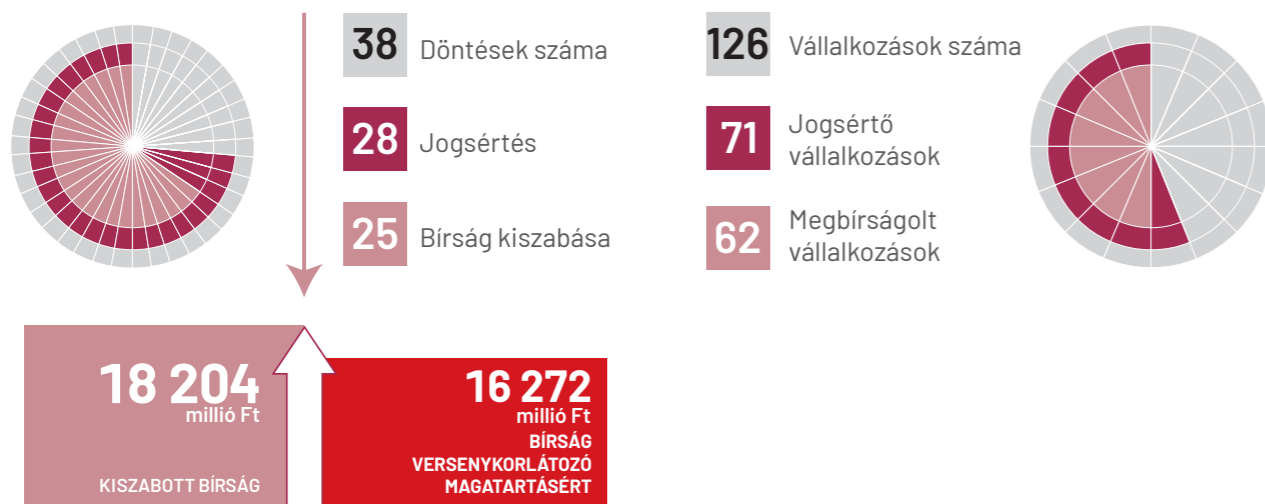 38
Döntések száma
28
Jogsértés
25
Bírság kiszabása
126
Vállalkozások száma
71
Jogsértő
vállalkozások
62
Megbírságolt
vállalkozások
18 204
millió Ft
KISZABOTT BÍRSÁG
16 272
millió Ft
BÍRSÁG
VERSENYKORLÁTOZÓ
MAGATARTÁSÉRT